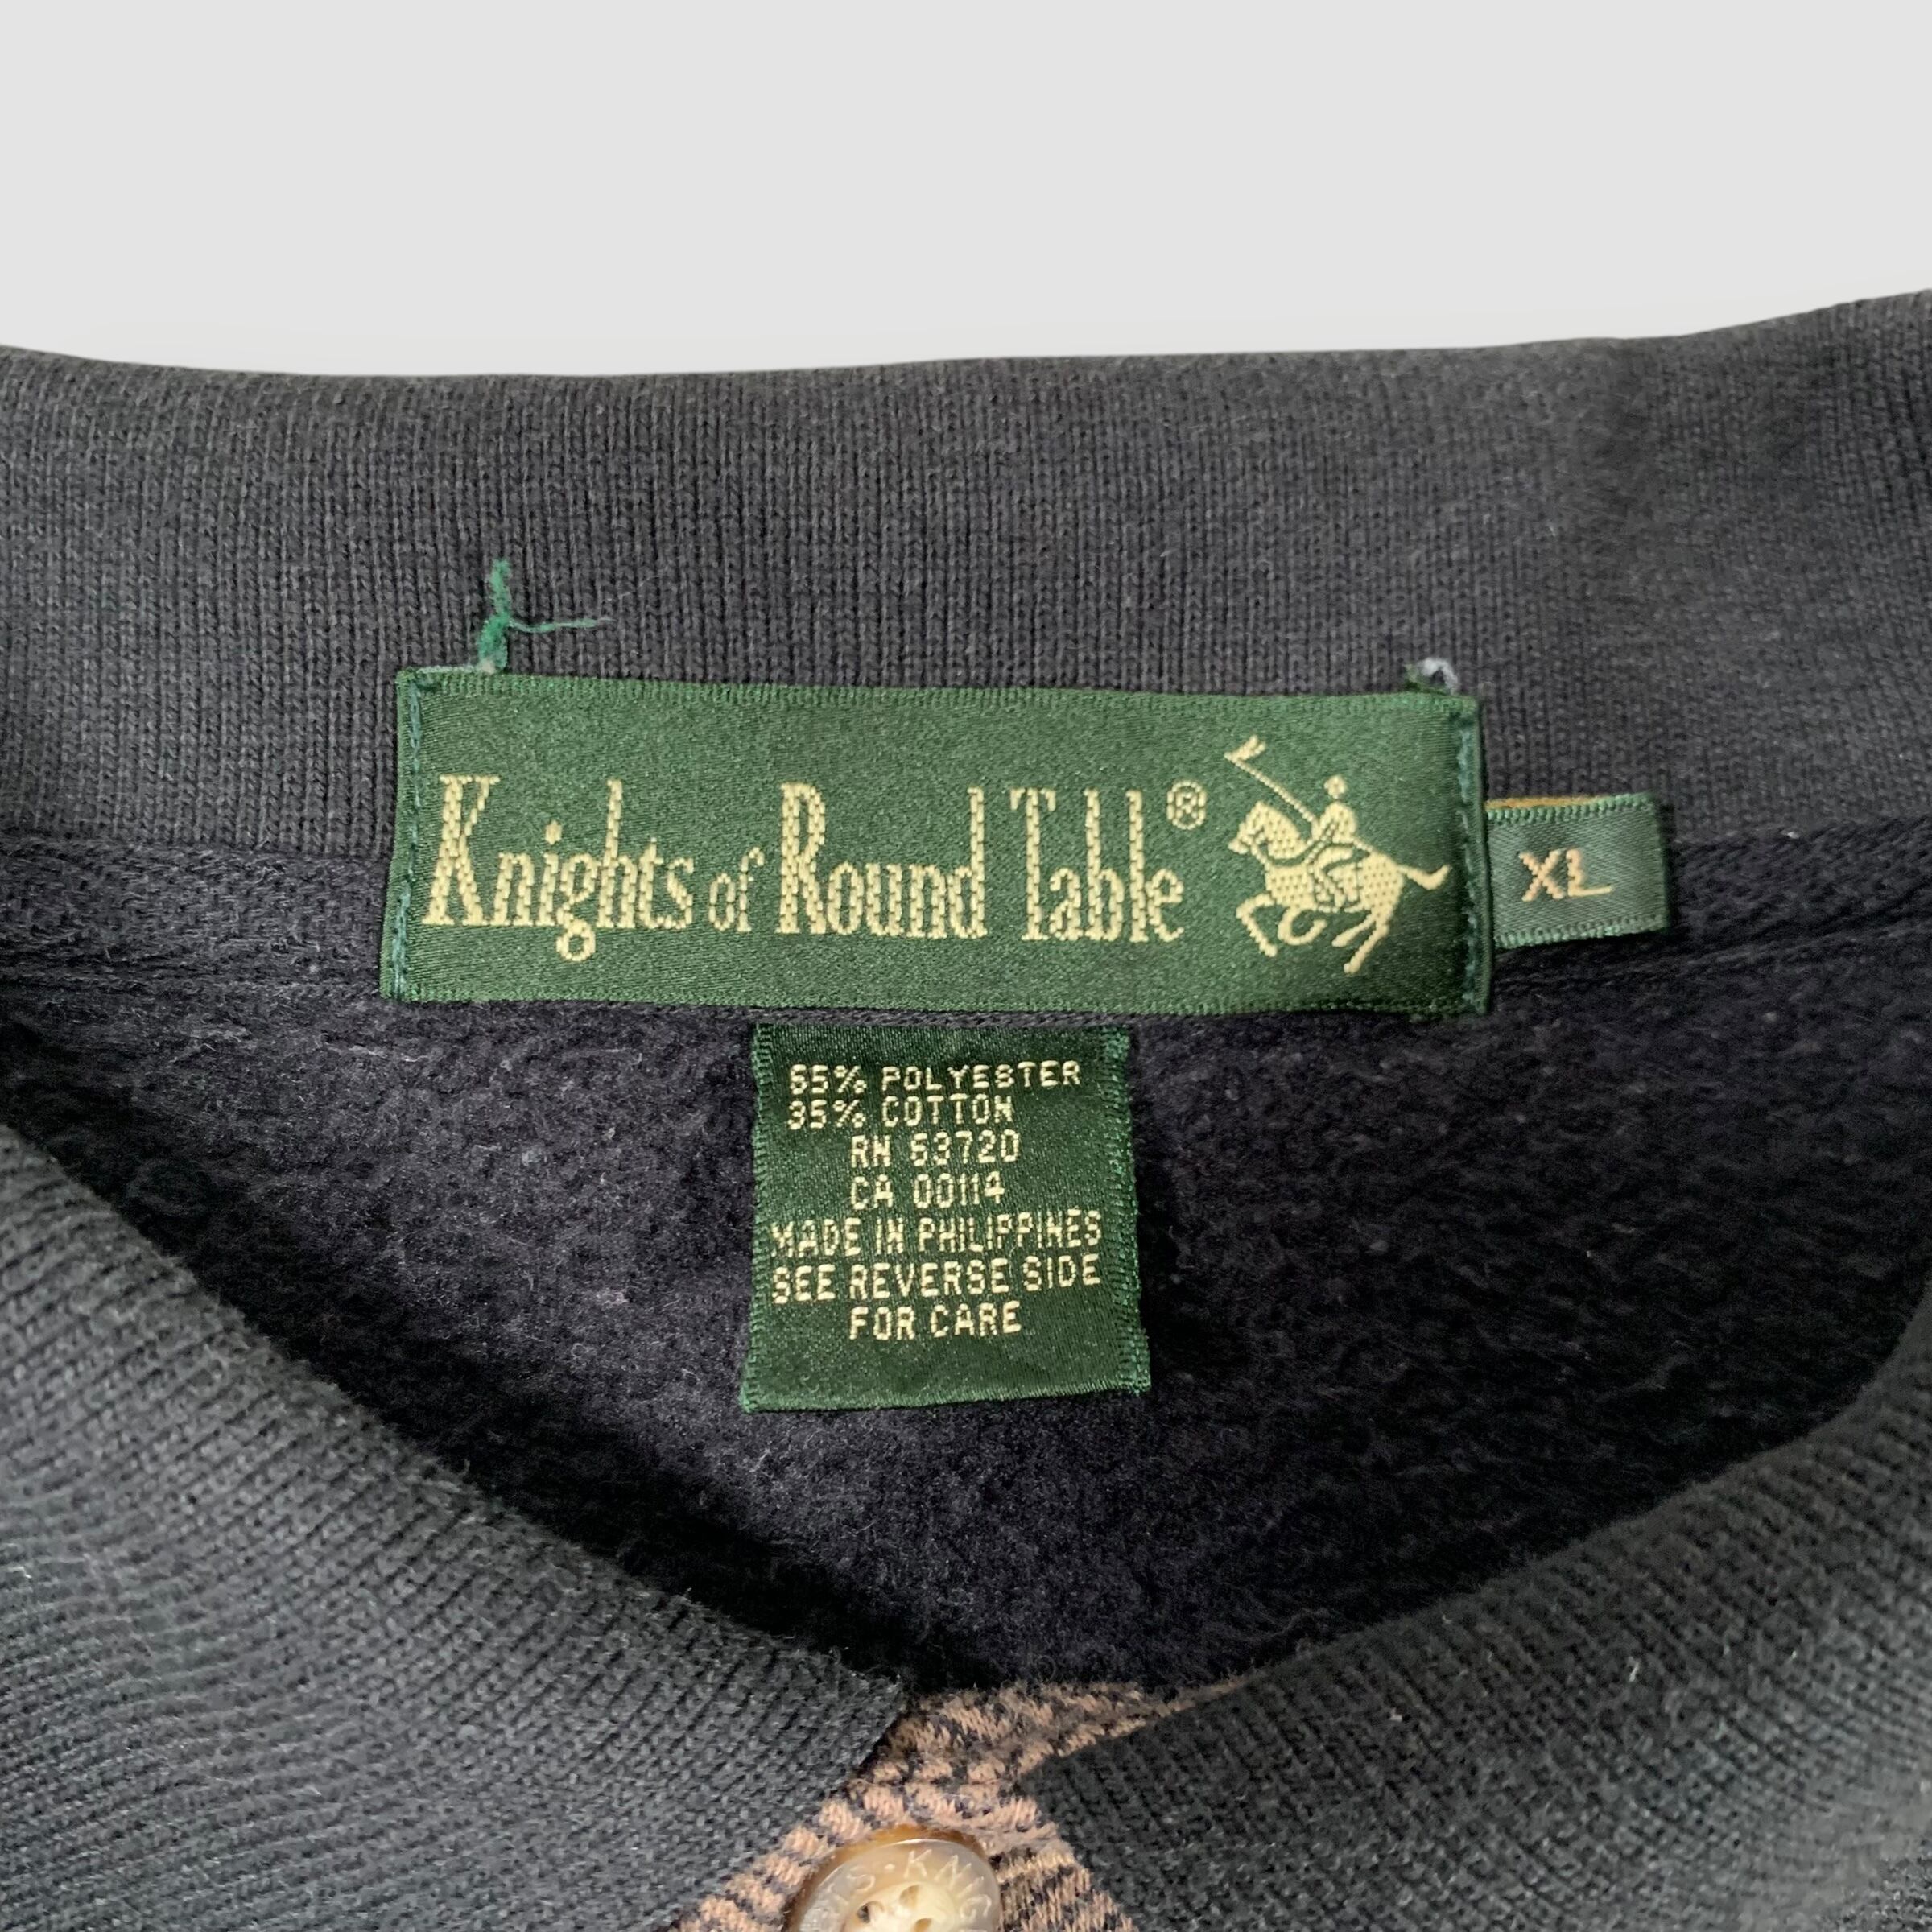 Knights of Round Table®
XL
65% POLYESTER
35% COTTON
RN 63720
CA 00114
MADE IN PHILIPPINES
SEE REVERSE SIDE
FOR CARE
S · KNIG